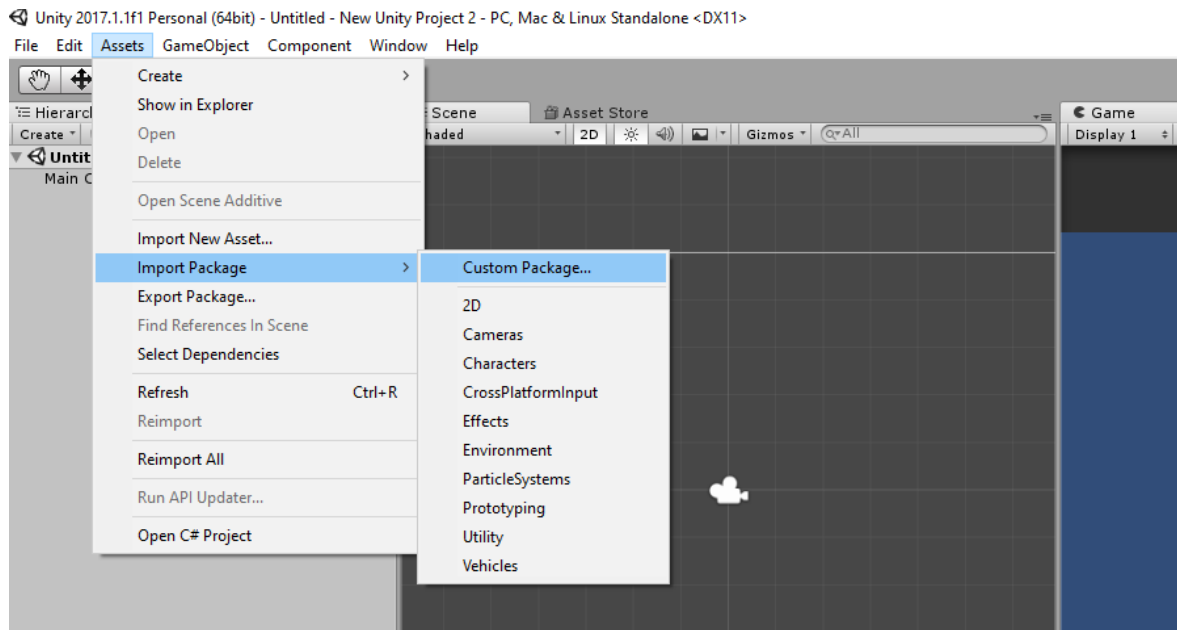 Unity 2017.1.1f1 Personal (64bit) - Untitled - New Unity Project 2 - PC, Mac & Linux Standalone <DX11>
File Edit Assets GameObject Component Window Help
Hierarcl
Create
Untit
Main C
Create
Show in Explorer
Open
Delete
Open Scene Additive
Import New Asset...
Import Package
Export Package...
Find References In Scene
Select Dependencies
Refresh Ctrl+R
Reimport
Reimport All
Run API Updater...
Open C# Project
Custom Package...
2D
Cameras
Characters
CrossPlatformInput
Effects
Environment
ParticleSystems
Prototyping
Utility
Vehicles
Scene Asset Store
haded 2D Gizmos All
Game
Display 1